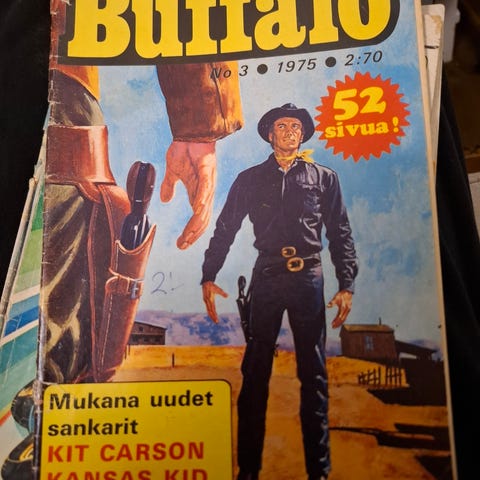 Buffalo
No 3 ● 1975 ● 2:70
52
sivua!
2:-
Mukana uudet
sankarit
KIT CARSON
KANSAS KID